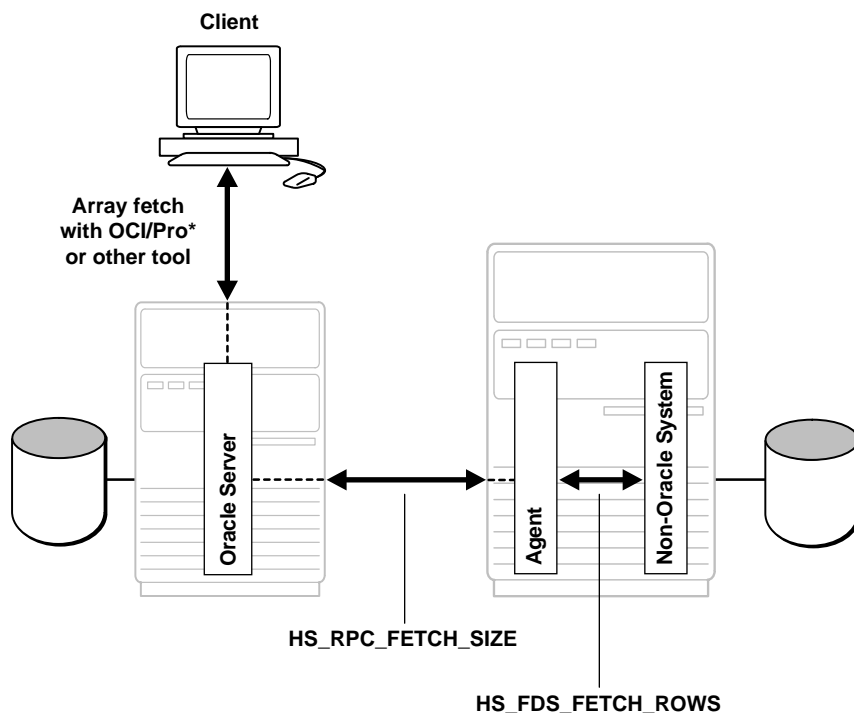 Client
Array fetch
with OCI/Pro*
or other tool
Oracle Server
Agent
Non-Oracle System
HS_RPC_FETCH_SIZE
HS_FDS_FETCH_ROWS